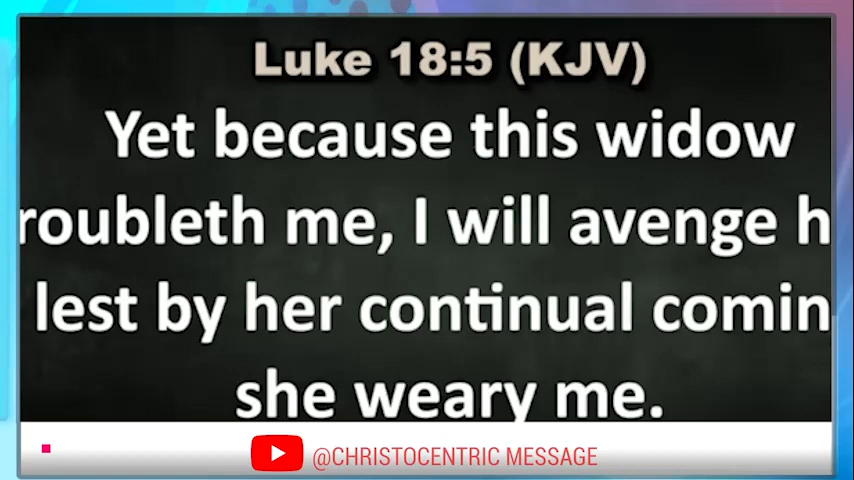 Luke 18:5 (KJV)
Yet because this widow
roubleth me, I will avenge h
lest by her continual comin
she weary me.
@CHRISTOCENTRIC MESSAGE